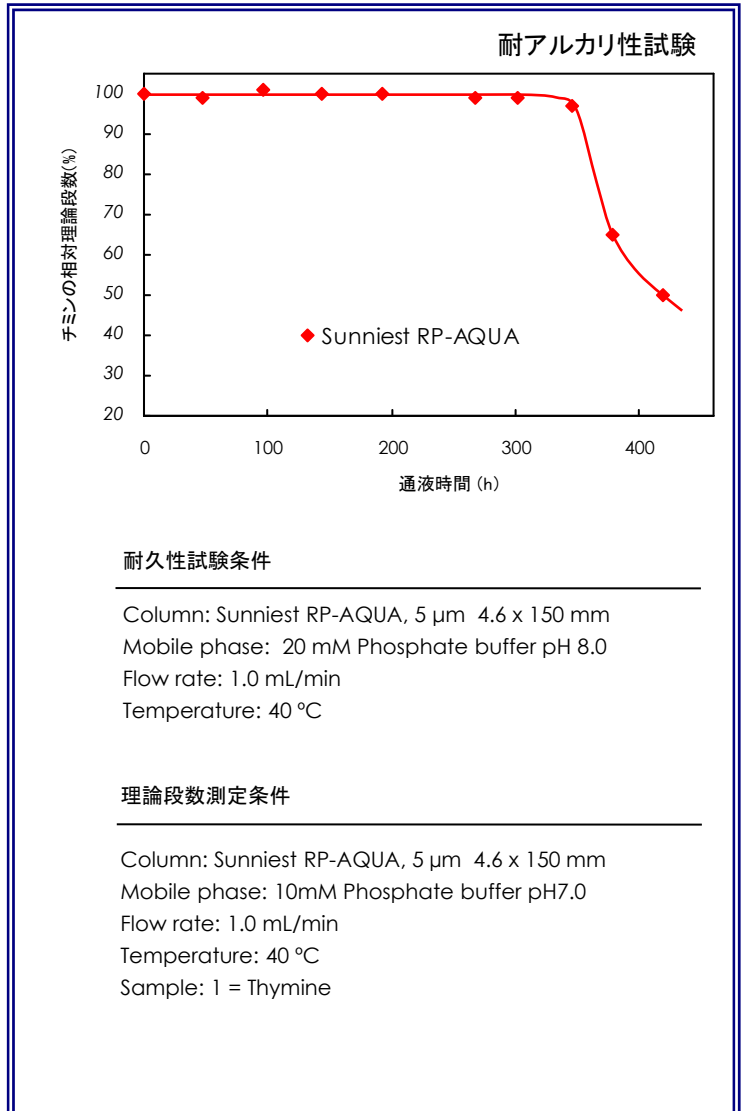 耐アルカリ性試験
100
90
80
70
60
50
40
30
20
チミンの相対理論段数(%)
Sunniest RP-AQUA
0 100 200 300 400
通液時間 (h)
耐久性試験条件
Column: Sunniest RP-AQUA, 5 µm 4.6 x 150 mm
Mobile phase: 20 mM Phosphate buffer pH 8.0
Flow rate: 1.0 mL/min
Temperature: 40 ºC
理論段数測定条件
Column: Sunniest RP-AQUA, 5 µm 4.6 x 150 mm
Mobile phase: 10mM Phosphate buffer pH7.0
Flow rate: 1.0 mL/min
Temperature: 40 ºC
Sample: 1 = Thymine